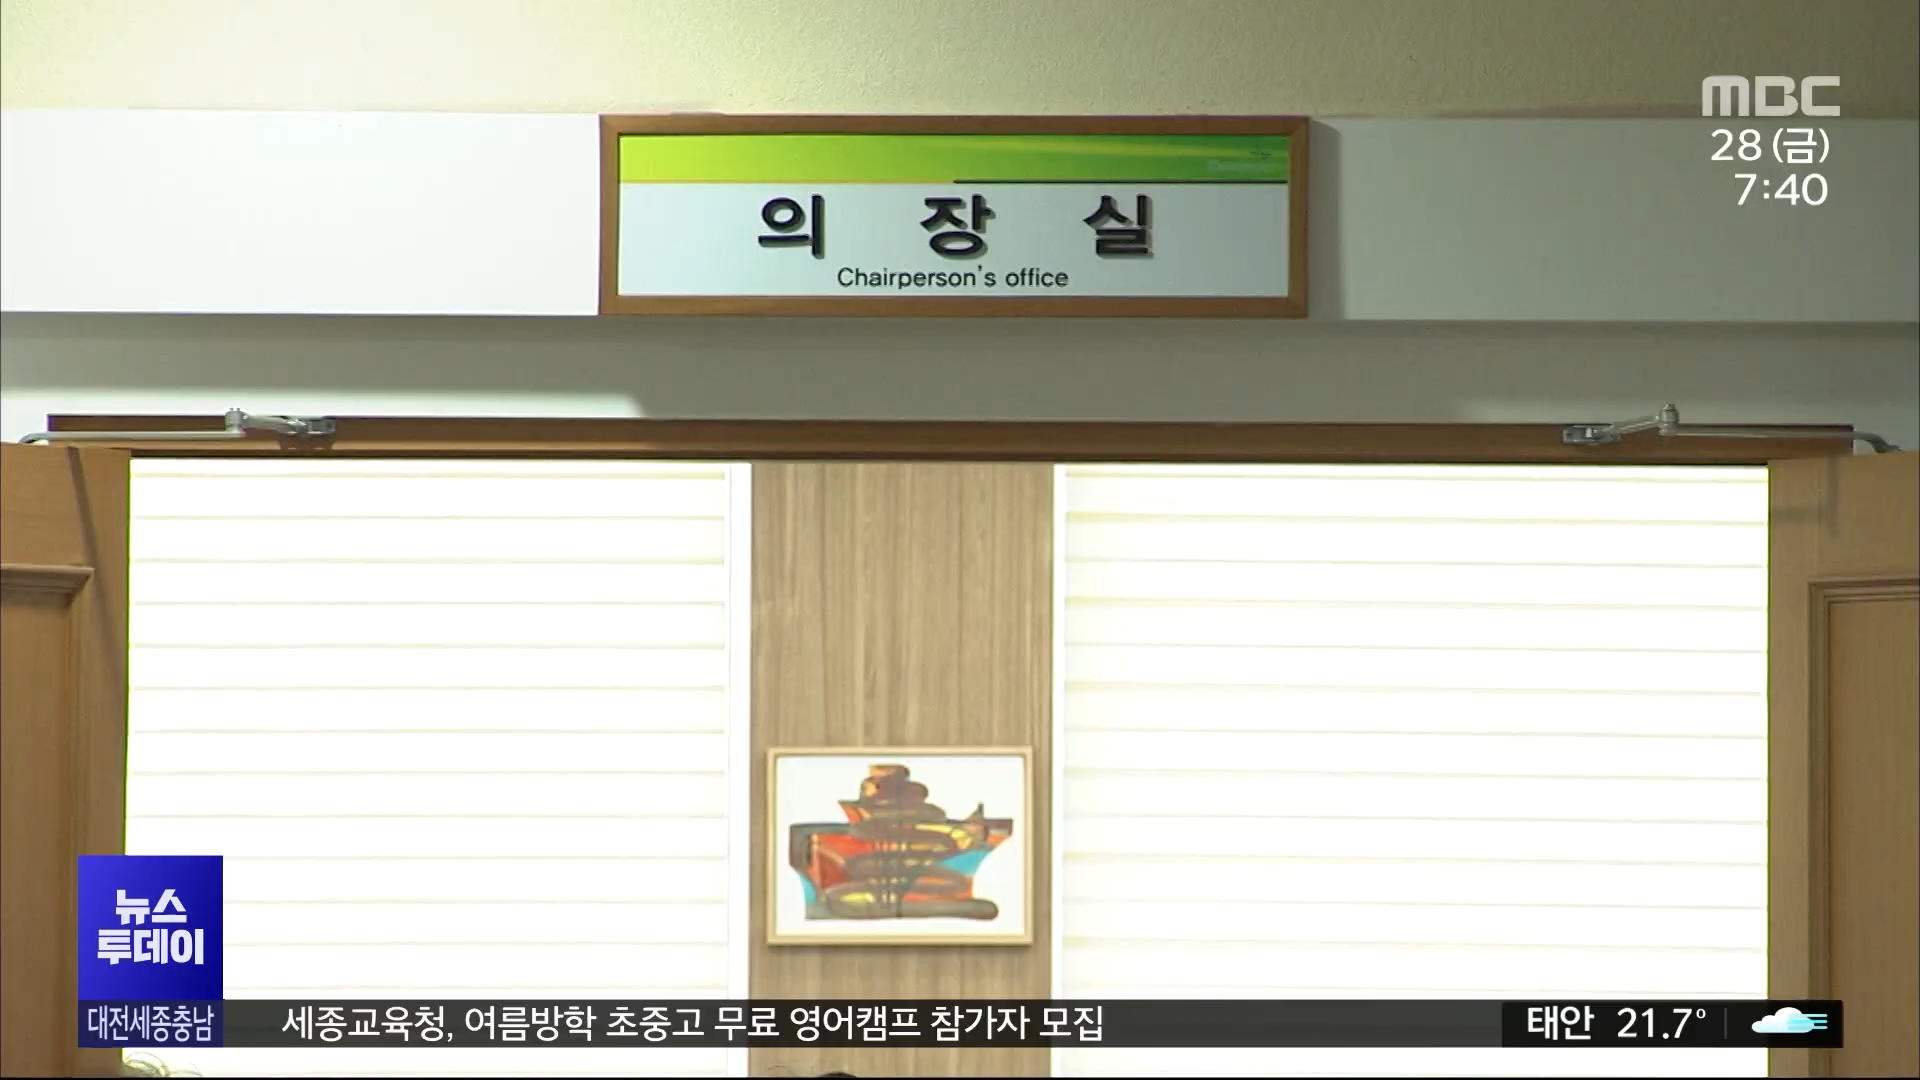 MBC
28 (금)
7:40
의 장 실
Chairperson's office
뉴스
투데이
대전세종충남
세종교육청, 여름방학 초중고 무료 영어캠프 참가자 모집
태안 21.7°